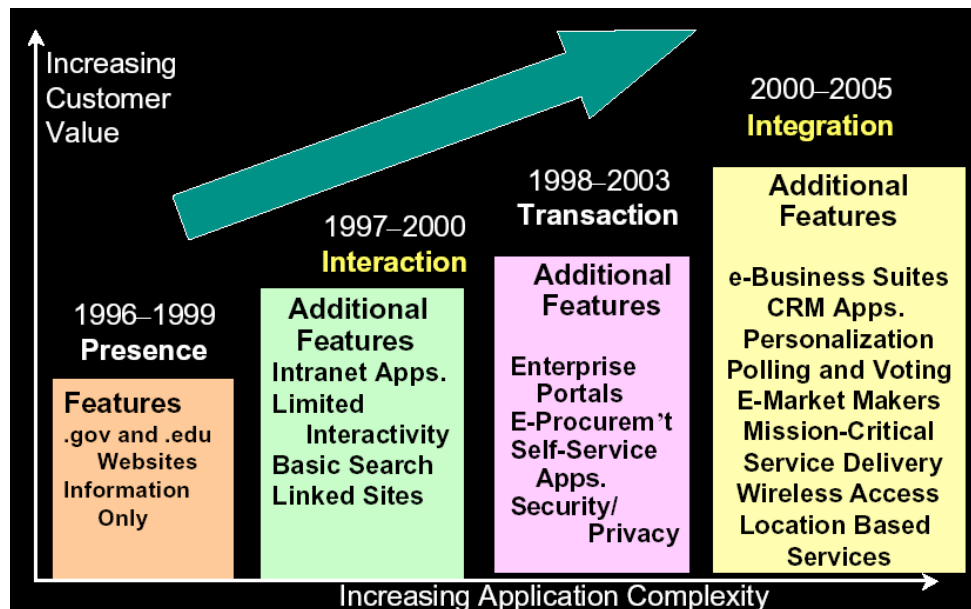 Increasing
Customer
Value
1996–1999
Presence
Features
.gov and .edu
Websites
Information
Only
1997–2000
Interaction
Additional
Features
Intranet Apps.
Limited
Interactivity
Basic Search
Linked Sites
1998–2003
Transaction
Additional
Features
Enterprise
Portals
E-Procurem't
Self-Service
Apps.
Security/
Privacy
2000–2005
Integration
Additional
Features
e-Business Suites
CRM Apps.
Personalization
Polling and Voting
E-Market Makers
Mission-Critical
Service Delivery
Wireless Access
Location Based
Services
Increasing Application Complexity